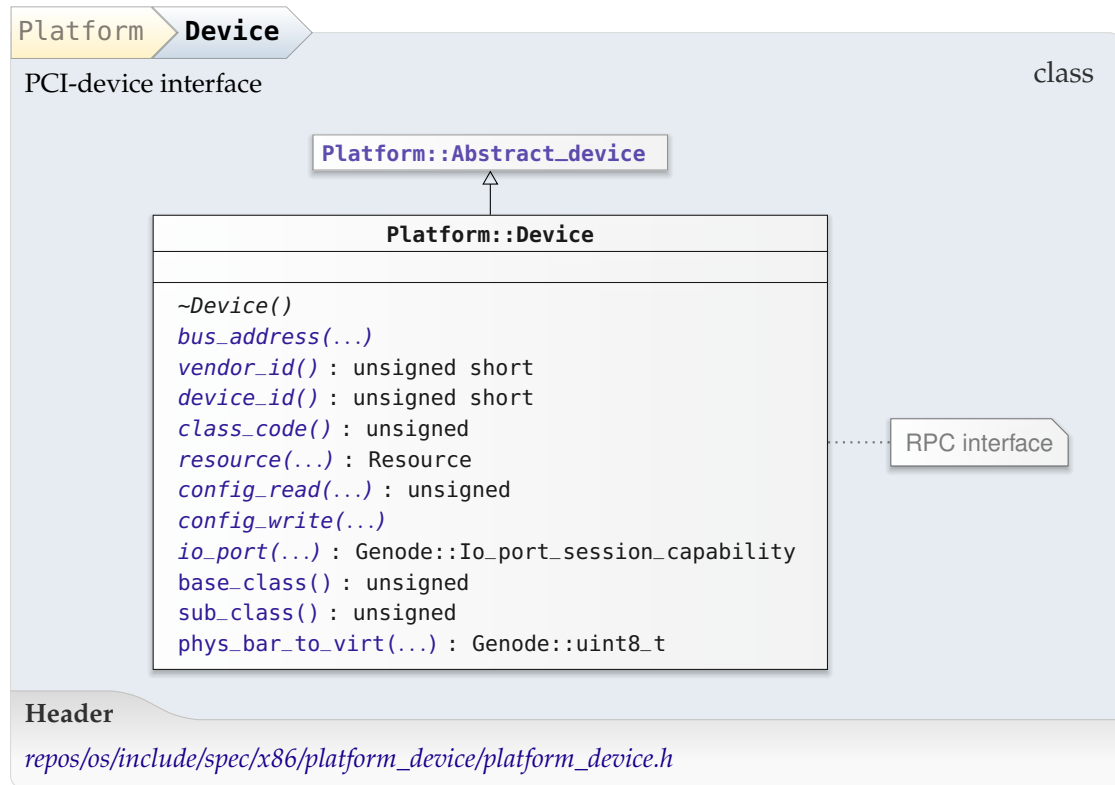 Platform Device
PCI-device interface
class
Platform::Abstract_device
Platform::Device
~Device()
bus_address(...)
vendor_id() : unsigned short
device_id() : unsigned short
class_code() : unsigned
resource(...) : Resource
config_read(...) : unsigned
config_write(...)
io_port(...) : Genode::Io_port_session_capability
base_class() : unsigned
sub_class() : unsigned
phys_bar_to_virt(...) : Genode::uint8_t
RPC interface
Header
repos/os/include/spec/x86/platform_device/platform_device.h